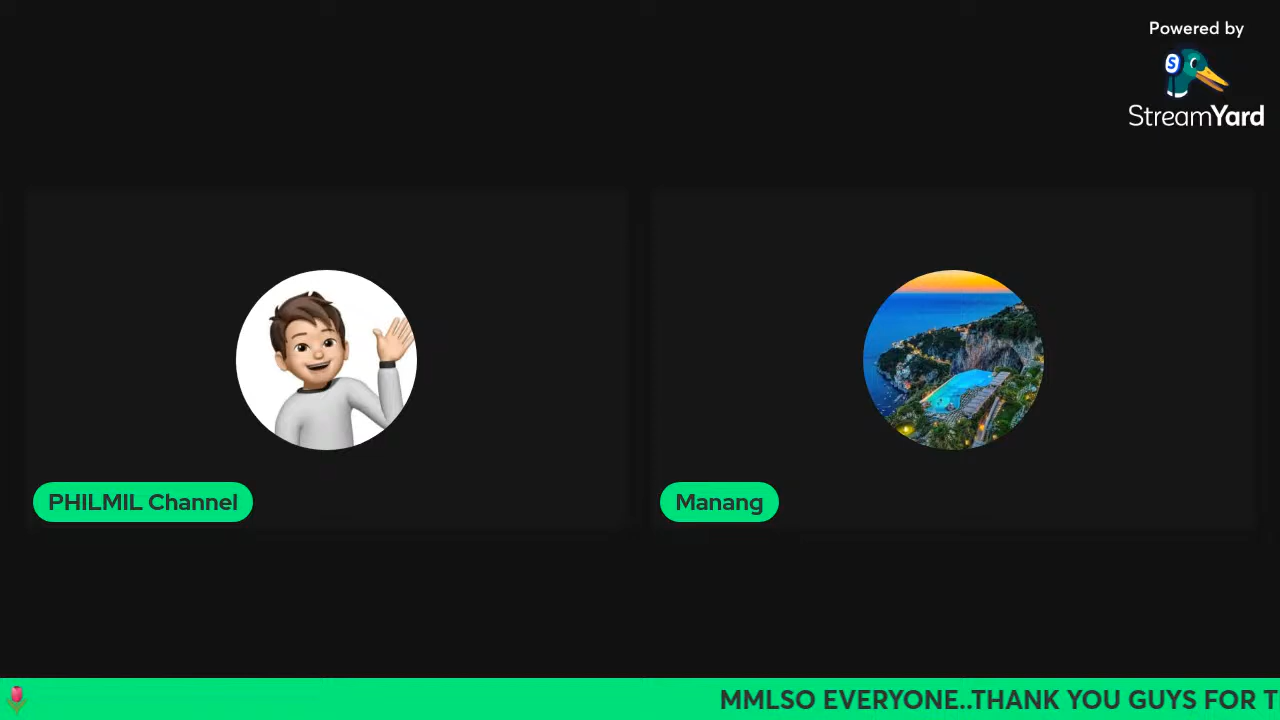 Powered by
S
StreamYard
PHILMIL Channel
Manang
MMLSO EVERYONE..THANK YOU GUYS FOR T